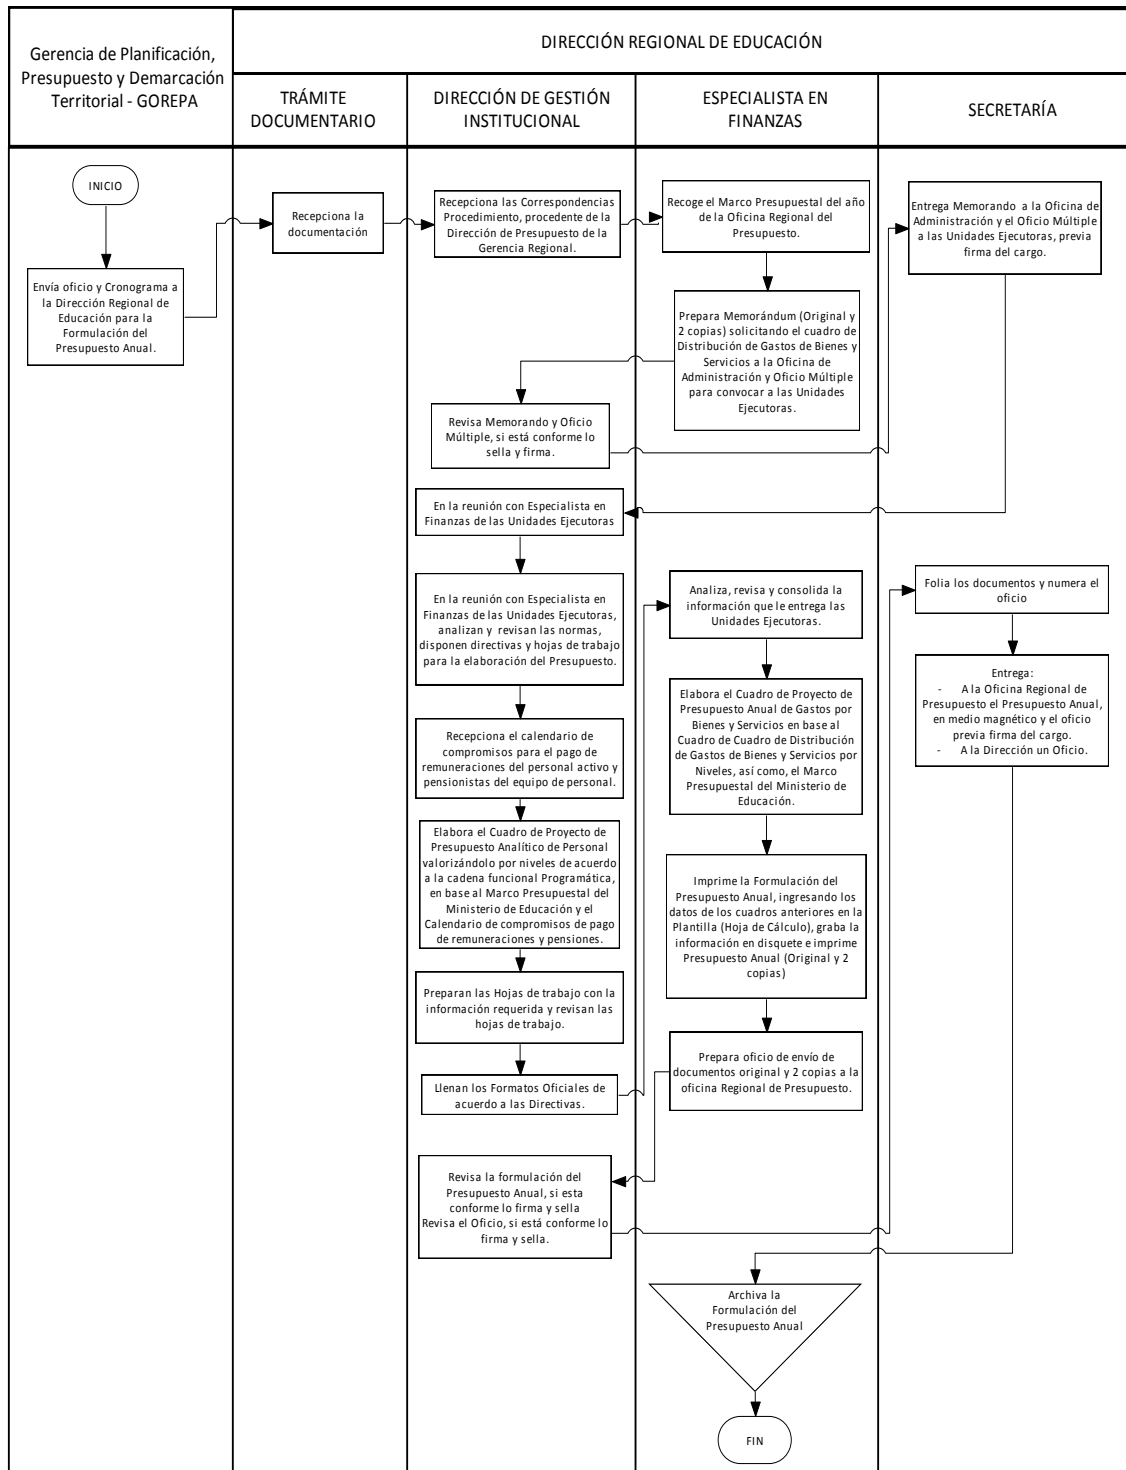 Gerencia de Planificación,
Presupuesto y Demarcación
Territorial - GOREPA
DIRECCIÓN REGIONAL DE EDUCACIÓN
TRÁMITE
DOCUMENTARIO
DIRECCIÓN DE GESTIÓN
INSTITUCIONAL
ESPECIALISTA EN
FINANZAS
SECRETARÍA
INICIO
Envía oficio y Cronograma a
la Dirección Regional de
Educación para la
Formulación del
Presupuesto Anual.
Recepciona la
documentación
Recepciona las Correspondencias
Procedimiento, procedente de la
Dirección de Presupuesto de la
Gerencia Regional.
Recoge el Marco Presupuestal del año
de la Oficina Regional del
Presupuesto.
Prepara Memorándum (Original y
2 copias) solicitando el cuadro de
Distribución de Gastos de Bienes y
Servicios a la Oficina de
Administración y Oficio Múltiple
para convocar a las Unidades
Ejecutoras.
Entrega Memorando a la Oficina de
Administración y el Oficio Múltiple
a las Unidades Ejecutoras, previa
firma del cargo.
Revisa Memorando y Oficio
Múltiple, si está conforme lo
sella y firma.
En la reunión con Especialista en
Finanzas de las Unidades Ejecutoras
En la reunión con Especialista en
Finanzas de las Unidades Ejecutoras,
analizan y revisan las normas,
disponen directivas y hojas de trabajo
para la elaboración del Presupuesto.
Recepciona el calendario de
compromisos para el pago de
remuneraciones del personal activo y
pensionistas del equipo de personal.
Elabora el Cuadro de Proyecto de
Presupuesto Analítico de Personal
valorizándolo por niveles de acuerdo
a la cadena funcional Programática,
en base al Marco Presupuestal del
Ministerio de Educación y el
Calendario de compromisos de pago
de remuneraciones y pensiones.
Preparan las Hojas de trabajo con la
información requerida y revisan las
hojas de trabajo.
Llenan los Formatos Oficiales de
acuerdo a las Directivas.
Analiza, revisa y consolida la
información que le entrega las
Unidades Ejecutoras.
Elabora el Cuadro de Proyecto de
Presupuesto Anual de Gastos por
Bienes y Servicios en base al
Cuadro de Cuadro de Distribución
de Gastos de Bienes y Servicios por
Niveles, así como, el Marco
Presupuestal del Ministerio de
Educación.
Imprime la Formulación del
Presupuesto Anual, ingresando los
datos de los cuadros anteriores en la
Plantilla (Hoja de Cálculo), graba la
información en disquete e imprime
Presupuesto Anual (Original y 2
copias)
Prepara oficio de envío de
documentos original y 2 copias a la
oficina Regional de Presupuesto.
Revisa la formulación del
Presupuesto Anual, si esta
conforme lo firma y sella
Revisa el Oficio, si está conforme lo
firma y sella.
Folia los documentos y numera el
oficio
Entrega:
- A la Oficina Regional de
Presupuesto el Presupuesto Anual,
en medio magnético y el oficio
previa firma del cargo.
- A la Dirección un Oficio.
Archiva la
Formulación del
Presupuesto Anual
FIN